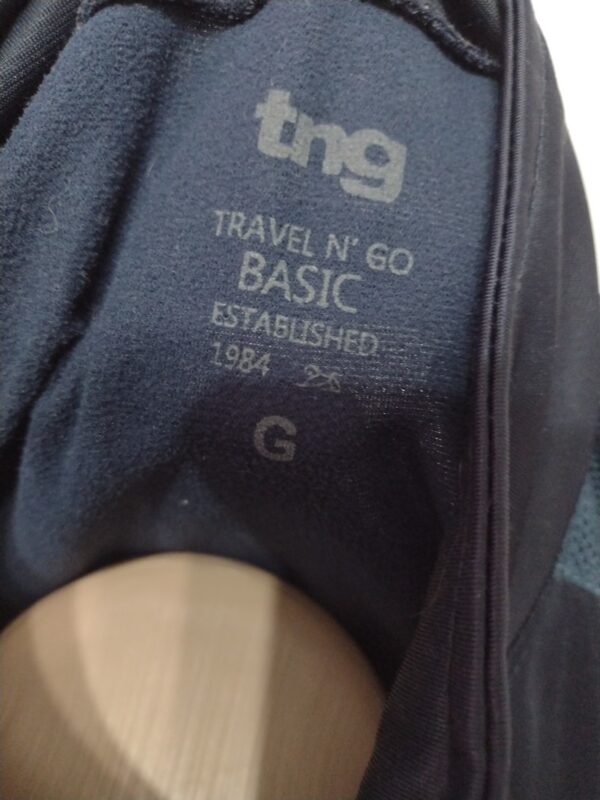 tng
TRAVEL N' GO
BASIC
ESTABLISHED
1984
G